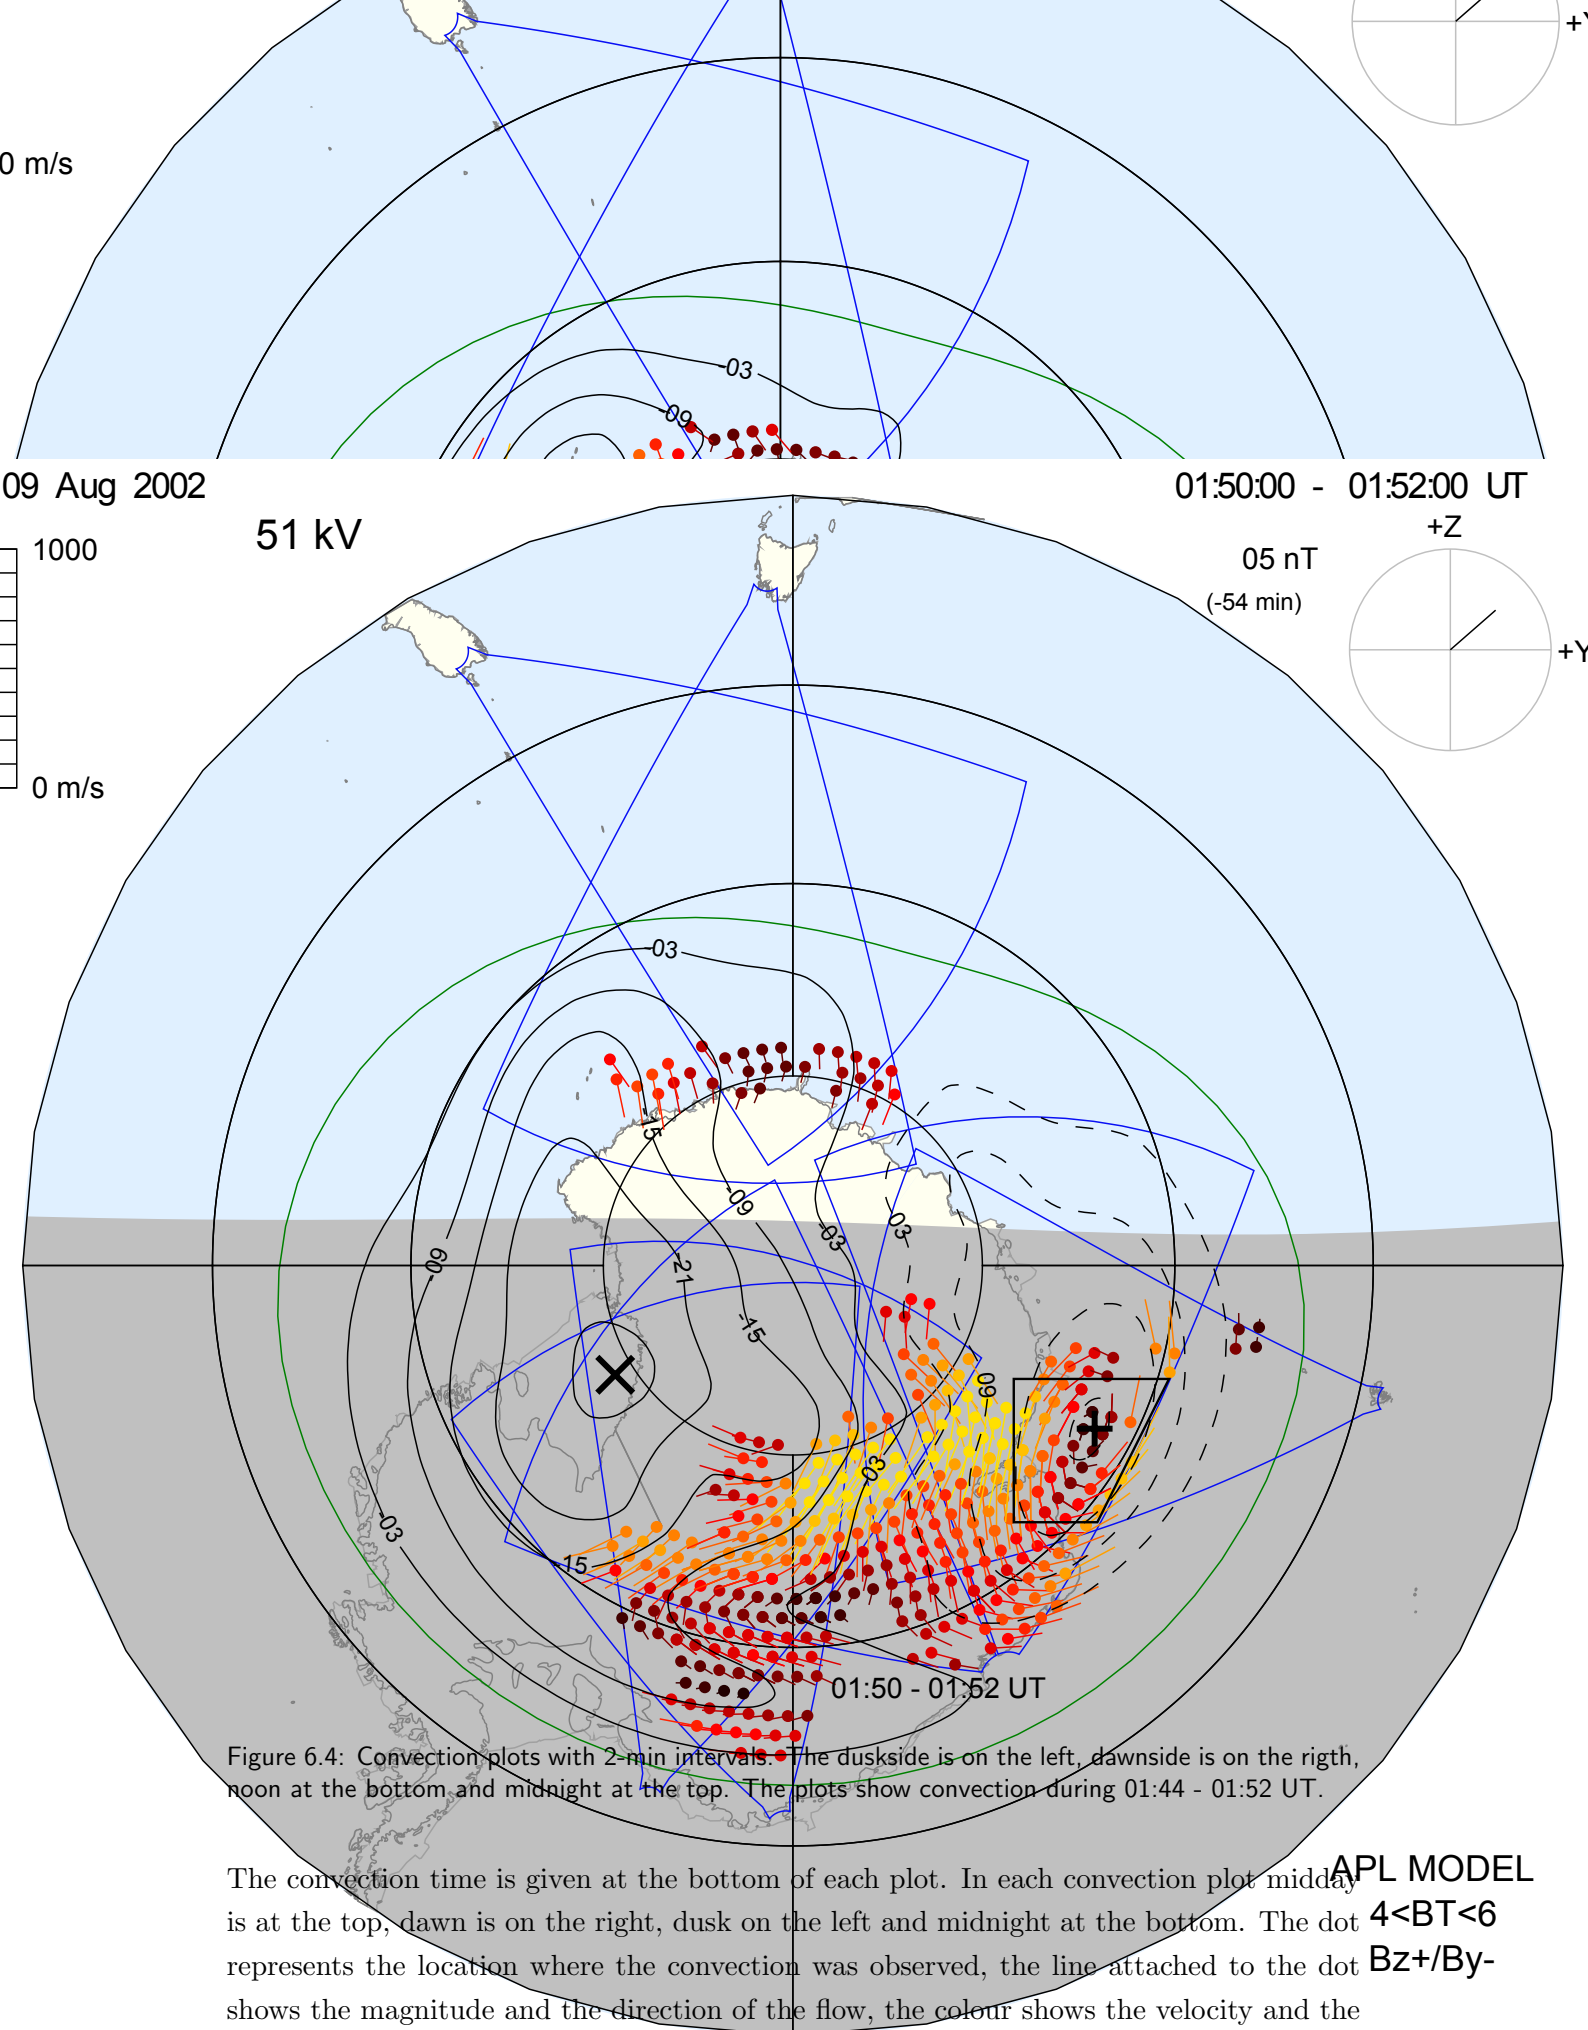 +Y
0 m/s
-03
-09
09 Aug 2002
01:50:00 - 01:52:00 UT
51 kV
+Z
1000
05 nT
(-54 min)
+Y
0 m/s
-03
-15
-09
-03
03
-09
-21
-15
09
03
-03
-15
01:50 - 01:52 UT
Figure 6.4: Convection plots with 2-min intervals. The duskside is on the left, dawnside is on the rigth,
noon at the bottom and midnight at the top. The plots show convection during 01:44 - 01:52 UT.
APL MODEL
The convection time is given at the bottom of each plot. In each convection plot midday
is at the top, dawn is on the right, dusk on the left and midnight at the bottom. The dot
4<BT<6
represents the location where the convection was observed, the line attached to the dot
Bz+/By-
shows the magnitude and the direction of the flow, the colour shows the velocity and the